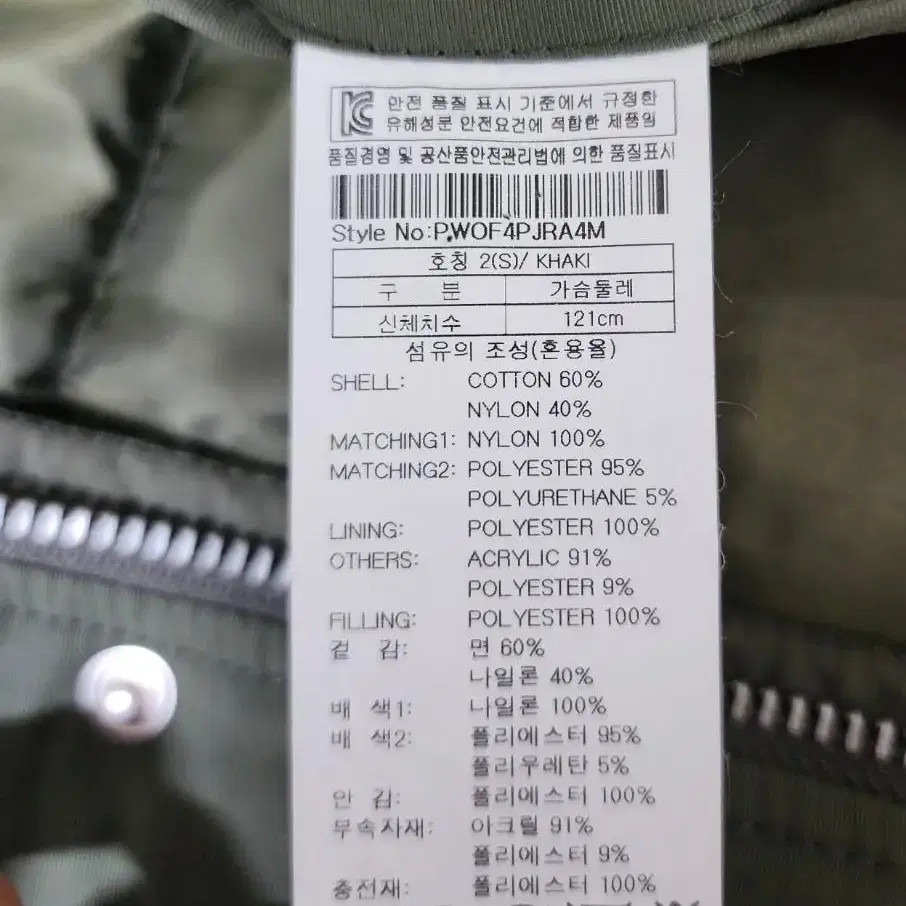 KC 안전 품질 표시 기준에서 규정한
유해성분 안전요건에 적합한 제품임
품질경영 및 공산품안전관리법에 의한 품질표시
Style No:P.WOF4PJRA4M
호칭 2(S)/ KHAKI
구 분 가슴둘레
신체치수 121cm
섬유의 조성(혼용율)
SHELL: COTTON 60%
NYLON 40%
MATCHING1: NYLON 100%
MATCHING2: POLYESTER 95%
POLYURETHANE 5%
LINING: POLYESTER 100%
OTHERS: ACRYLIC 91%
POLYESTER 9%
FILLING: POLYESTER 100%
겉 감: 면 60%
나일론 40%
배 색1: 나일론 100%
배 색2: 폴리에스터 95%
폴리우레탄 5%
안 감: 폴리에스터 100%
부속자재: 아크릴 91%
폴리에스터 9%
충전재: 폴리에스터 100%